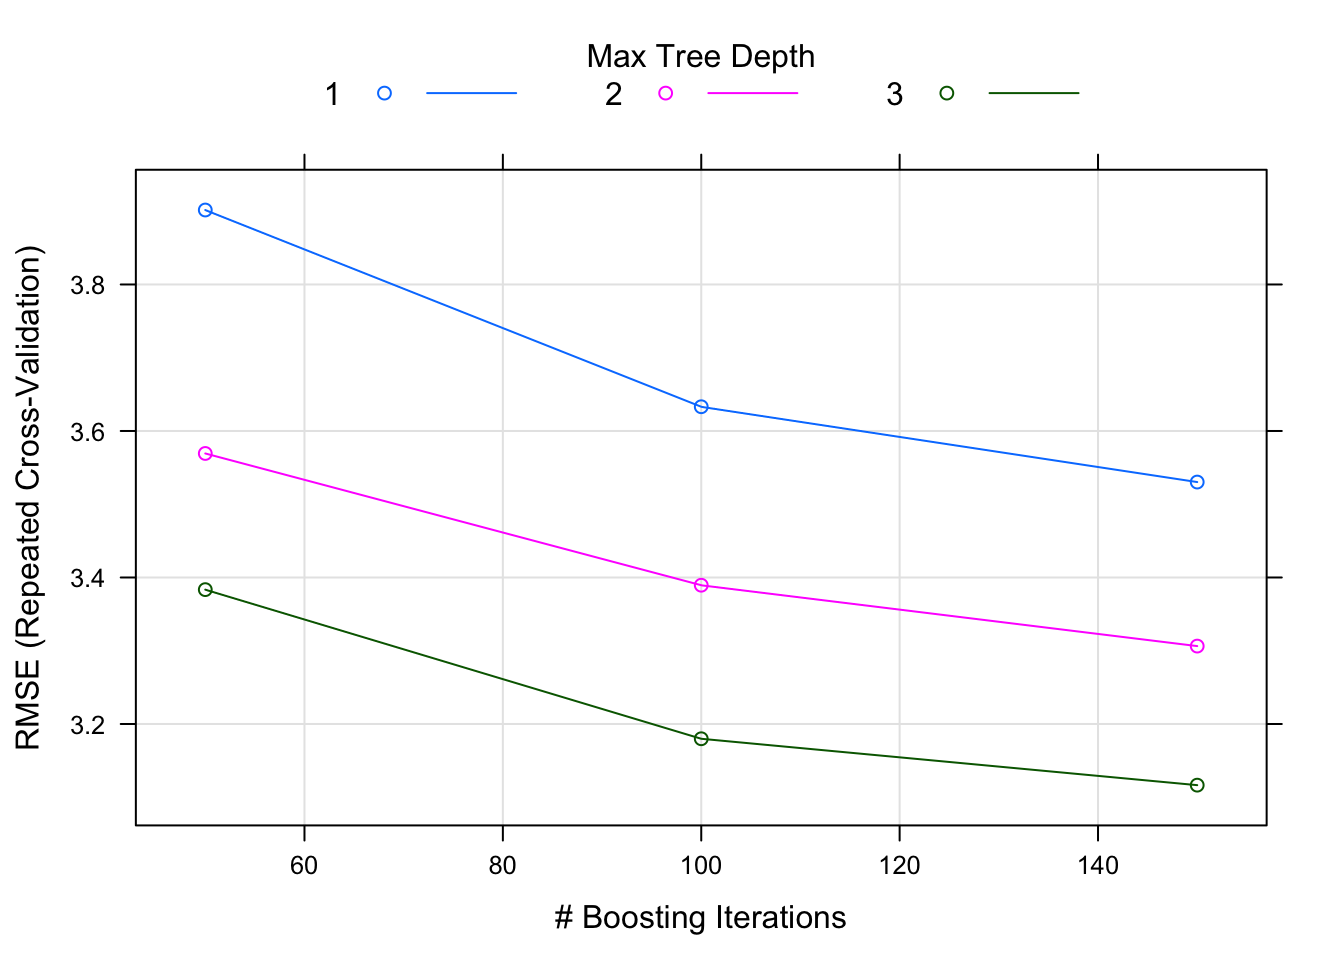 Max Tree Depth
1 2 3
3.8
3.6
3.4
3.2
RMSE (Repeated Cross-Validation)
60 80 100 120 140
# Boosting Iterations